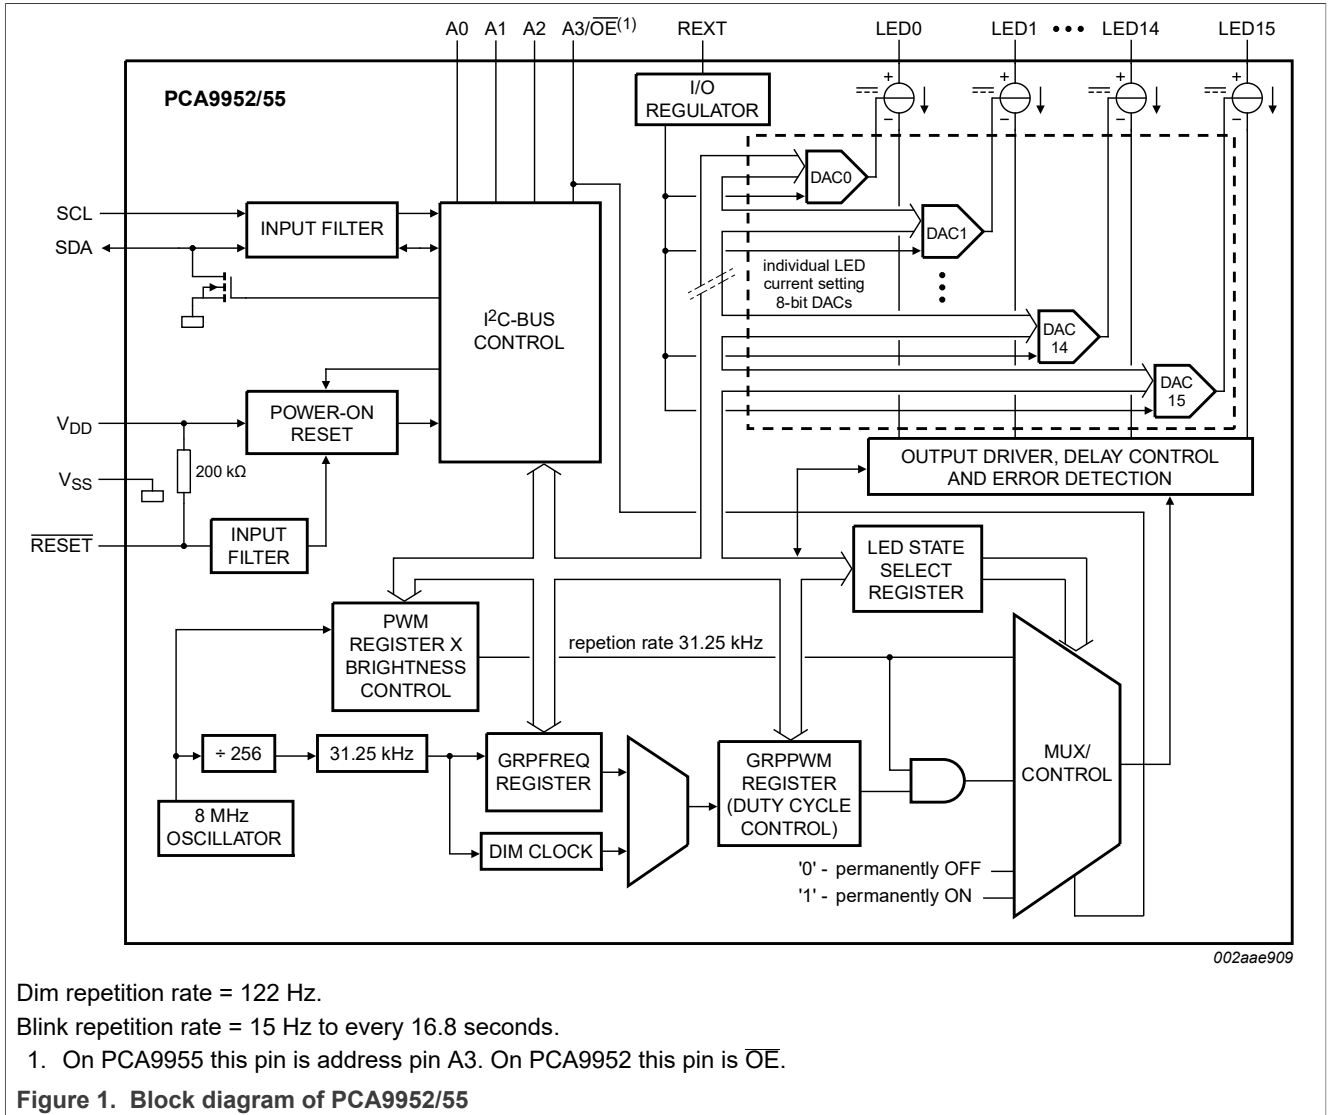 A0 A1 A2 A3/OE(1) REXT LED0 LED1 ••• LED14 LED15
PCA9952/55
I/O
REGULATOR
+ + + +
− − − −
DAC0
SCL
INPUT FILTER
DAC1
SDA
individual LED
current setting
8-bit DACs
I2C-BUS
CONTROL
DAC
14
DAC
15
POWER-ON
RESET
VDD
200 kΩ
VSS
OUTPUT DRIVER, DELAY CONTROL
AND ERROR DETECTION
RESET
INPUT
FILTER
LED STATE
SELECT
REGISTER
PWM
REGISTER X
BRIGHTNESS
CONTROL
repetion rate 31.25 kHz
÷ 256
31.25 kHz
GRPFREQ
REGISTER
GRPPWM
REGISTER
(DUTY CYCLE
CONTROL)
MUX/
CONTROL
8 MHz
OSCILLATOR
DIM CLOCK
'0' - permanently OFF
'1' - permanently ON
002aae909
Dim repetition rate = 122 Hz.
Blink repetition rate = 15 Hz to every 16.8 seconds.
1. On PCA9955 this pin is address pin A3. On PCA9952 this pin is OE.
Figure 1. Block diagram of PCA9952/55